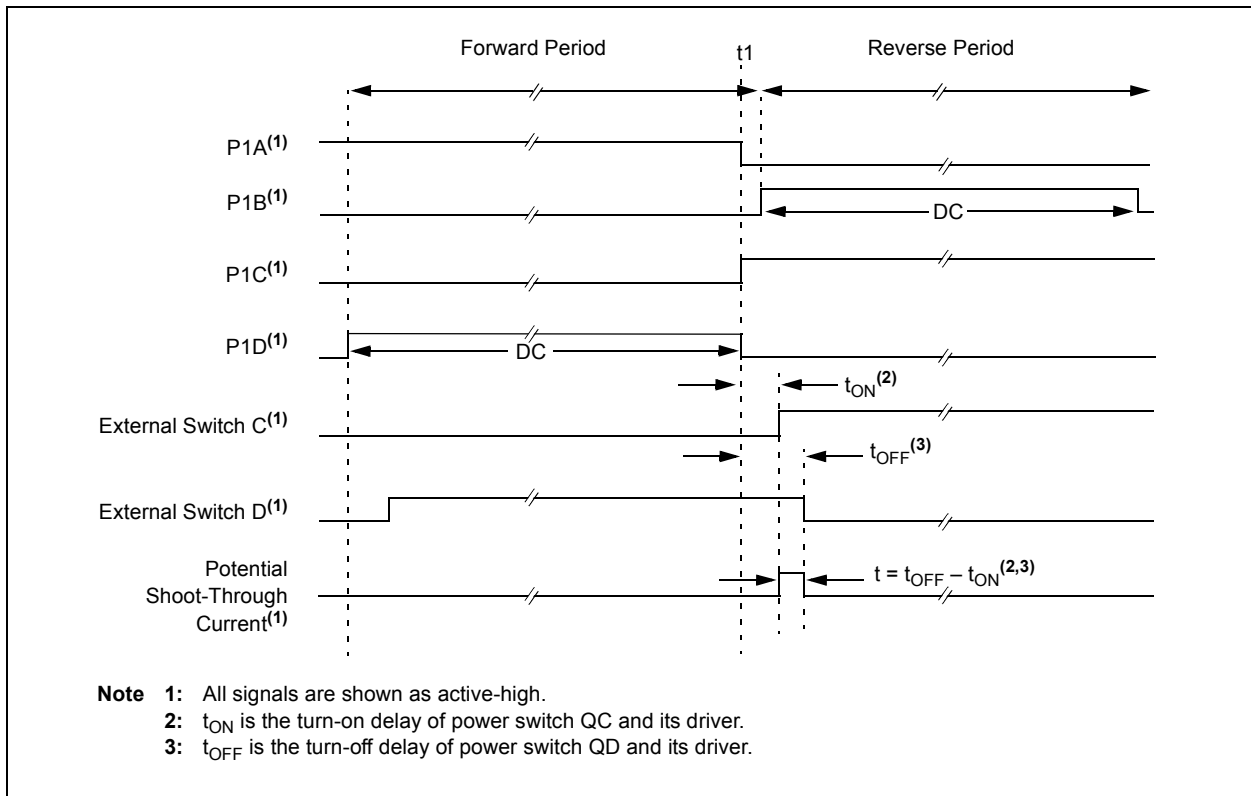 Forward Period
t1
Reverse Period
P1A(1)
P1B(1)
DC
P1C(1)
P1D(1)
DC
tON(2)
External Switch C(1)
tOFF(3)
External Switch D(1)
Potential
Shoot-Through
Current(1)
t = tOFF – tON(2,3)
Note 1: All signals are shown as active-high.
2: tON is the turn-on delay of power switch QC and its driver.
3: tOFF is the turn-off delay of power switch QD and its driver.